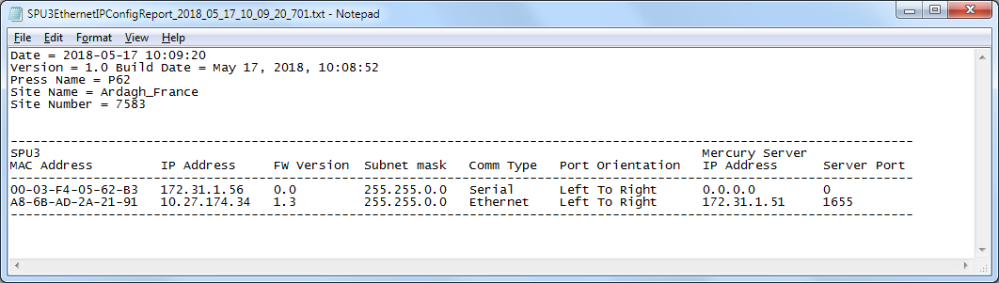 SPU3EthernetIPConfigReport_2018_05_17_10_09_20_701.txt - Notepad
File Edit Format View Help
Date = 2018-05-17 10:09:20
Version = 1.0 Build Date = May 17, 2018, 10:08:52
Press Name = P62
Site Name = Ardagh_France
Site Number = 7583
------------------------------------------------------------------------------------------------------------------------
SPU3 Mercury Server
MAC Address IP Address FW Version Subnet mask Comm Type Port Orientation IP Address Server Port
------------------------------------------------------------------------------------------------------------------------
00-03-F4-05-62-B3 172.31.1.56 0.0 255.255.0.0 Serial Left To Right 0.0.0.0 0
A8-6B-AD-2A-21-91 10.27.174.34 1.3 255.255.0.0 Ethernet Left To Right 172.31.1.51 1655
------------------------------------------------------------------------------------------------------------------------